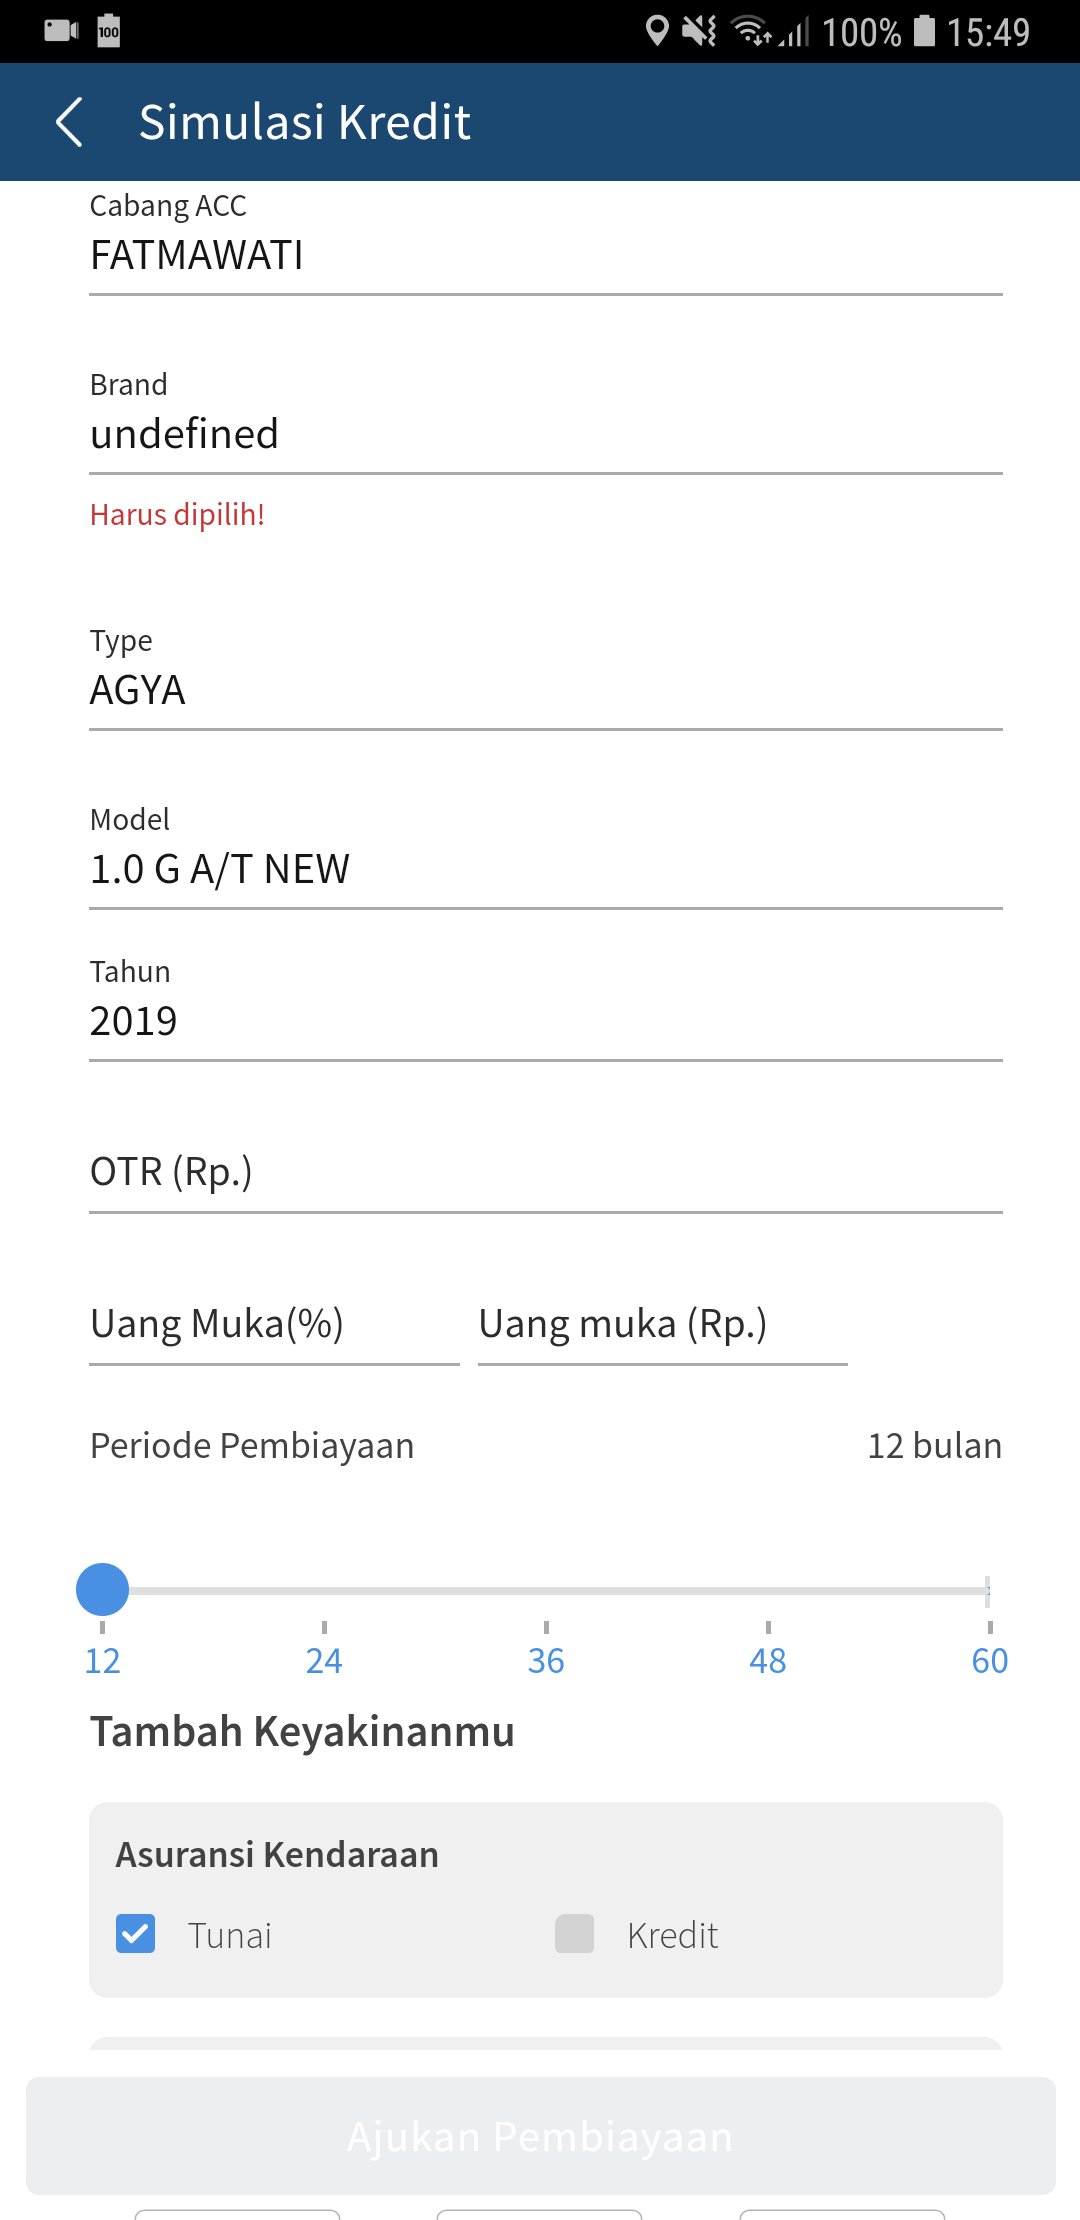 100 100% 15:49
Simulasi Kredit
Cabang ACC
FATMAWATI
Brand
undefined
Harus dipilih!
Type
AGYA
Model
1.0 G A/T NEW
Tahun
2019
OTR (Rp.)
Uang Muka(%) Uang muka (Rp.)
Periode Pembiayaan 12 bulan
12 24 36 48 60
Tambah Keyakinanmu
Asuransi Kendaraan
Tunai Kredit
Ajukan Pembiayaan